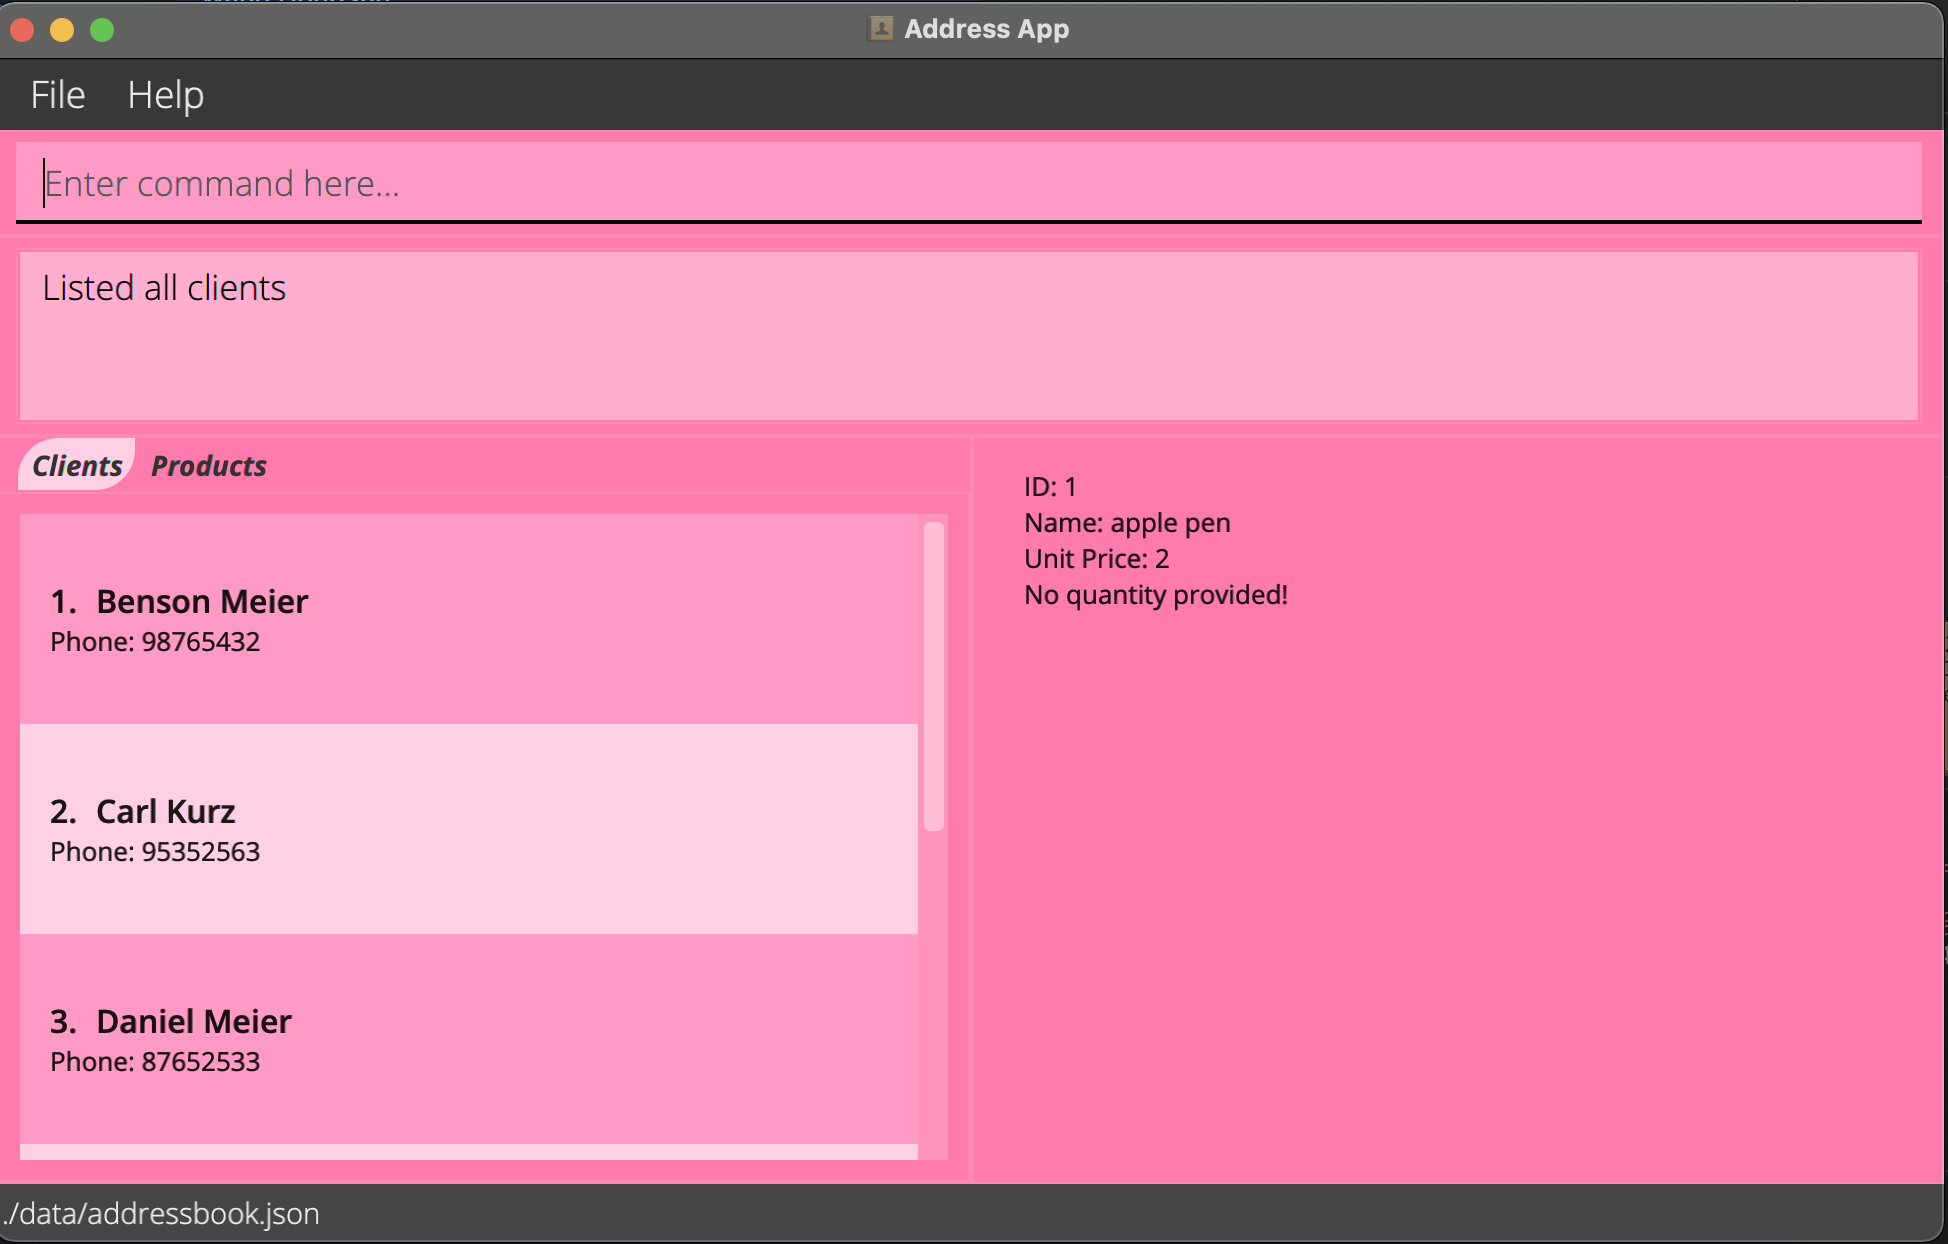 Address App
File Help
Enter command here...
Listed all clients
Clients Products
1. Benson Meier
Phone: 98765432
2. Carl Kurz
Phone: 95352563
3. Daniel Meier
Phone: 87652533
ID: 1
Name: apple pen
Unit Price: 2
No quantity provided!
./data/addressbook.json